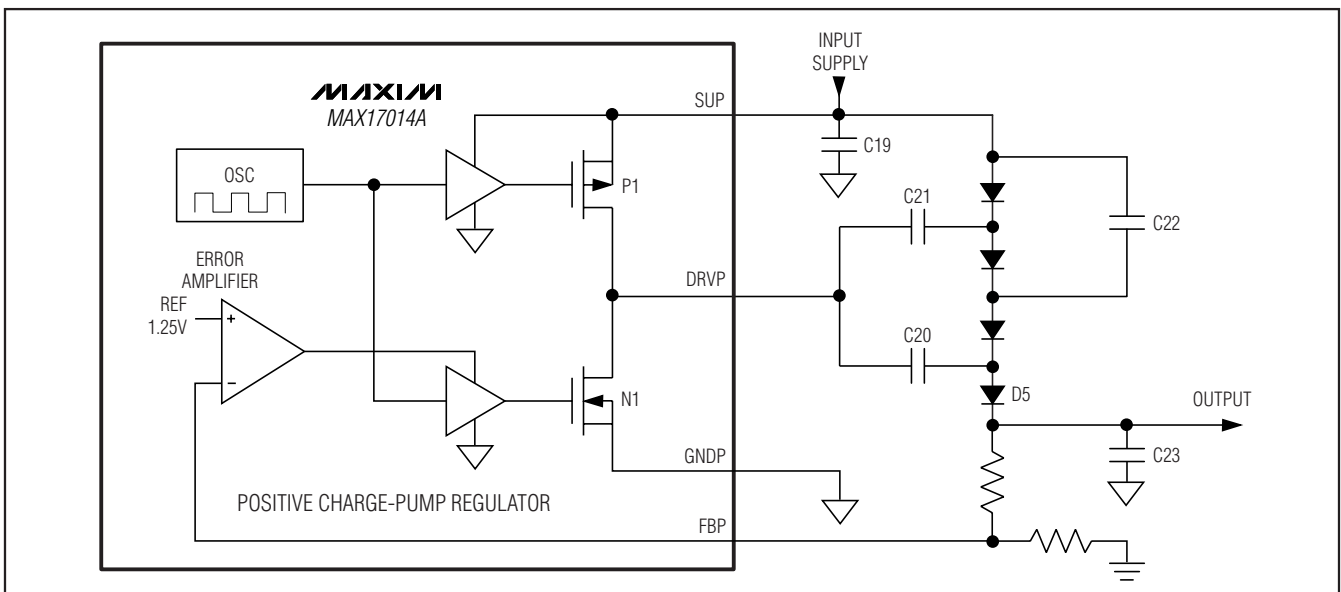 INPUT
SUPPLY
MAXIM
MAX17014A
SUP
C19
OSC
P1
C21
C22
ERROR
AMPLIFIER
REF
1.25V
+
−
DRVP
C20
N1
D5
OUTPUT
GNDP
C23
POSITIVE CHARGE-PUMP REGULATOR
FBP